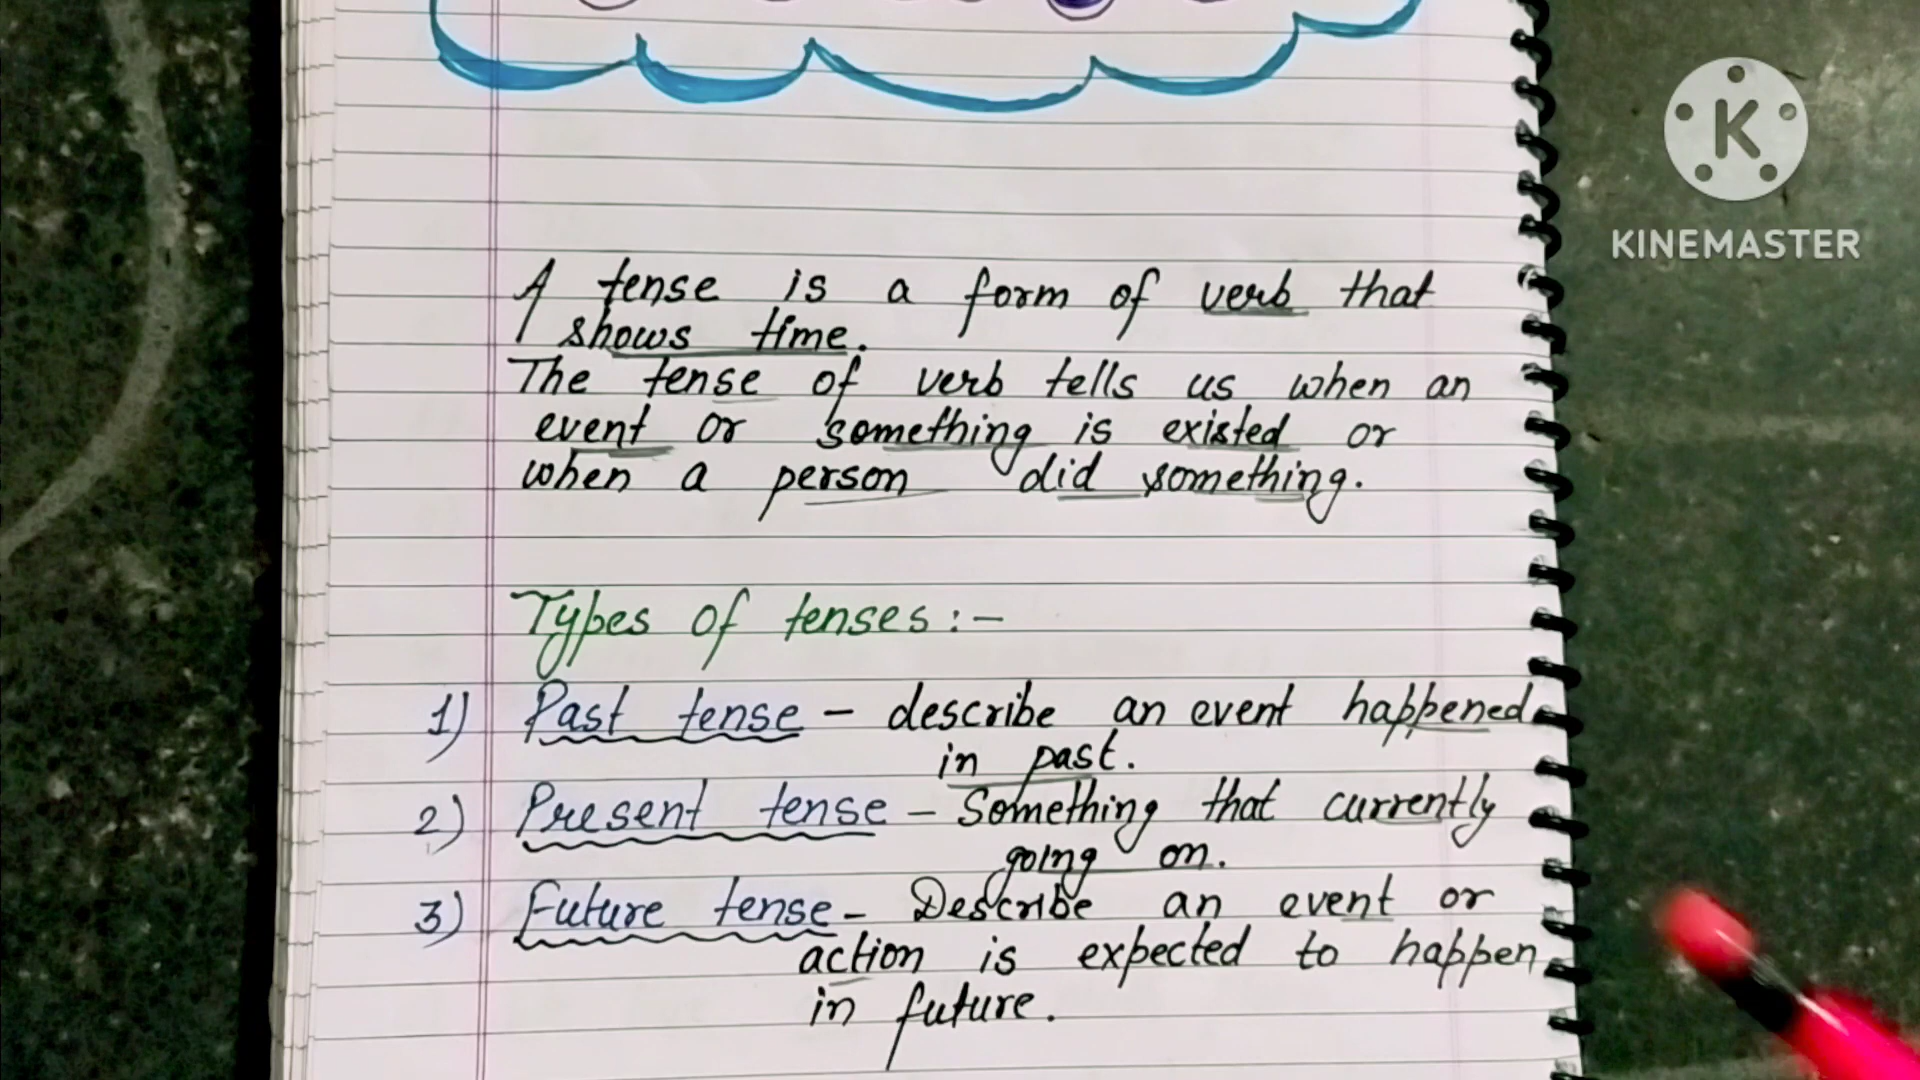 A tense is a form of verb that
shows time.
The tense of verb tells us when an
event or something is existed or
when a person did something.
Types of tenses :-
1) Past tense - describe an event happened
in past.
2) Present tense - Something that currently
going on.
3) Future tense - Describe an event or
action is expected to happen
in future.
K
KINEMASTER